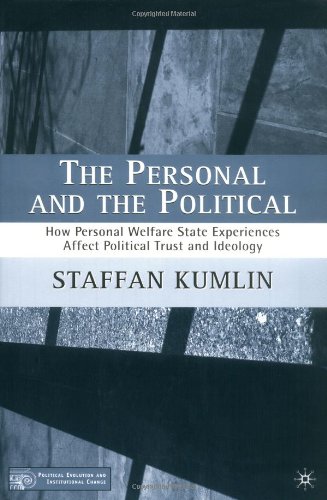 THE PERSONAL
AND THE POLITICAL
How Personal Welfare State Experiences
Affect Political Trust and Ideology
STAFFAN KUMLIN
POLITICAL EVOLUTION AND
INSTITUTIONAL CHANGE